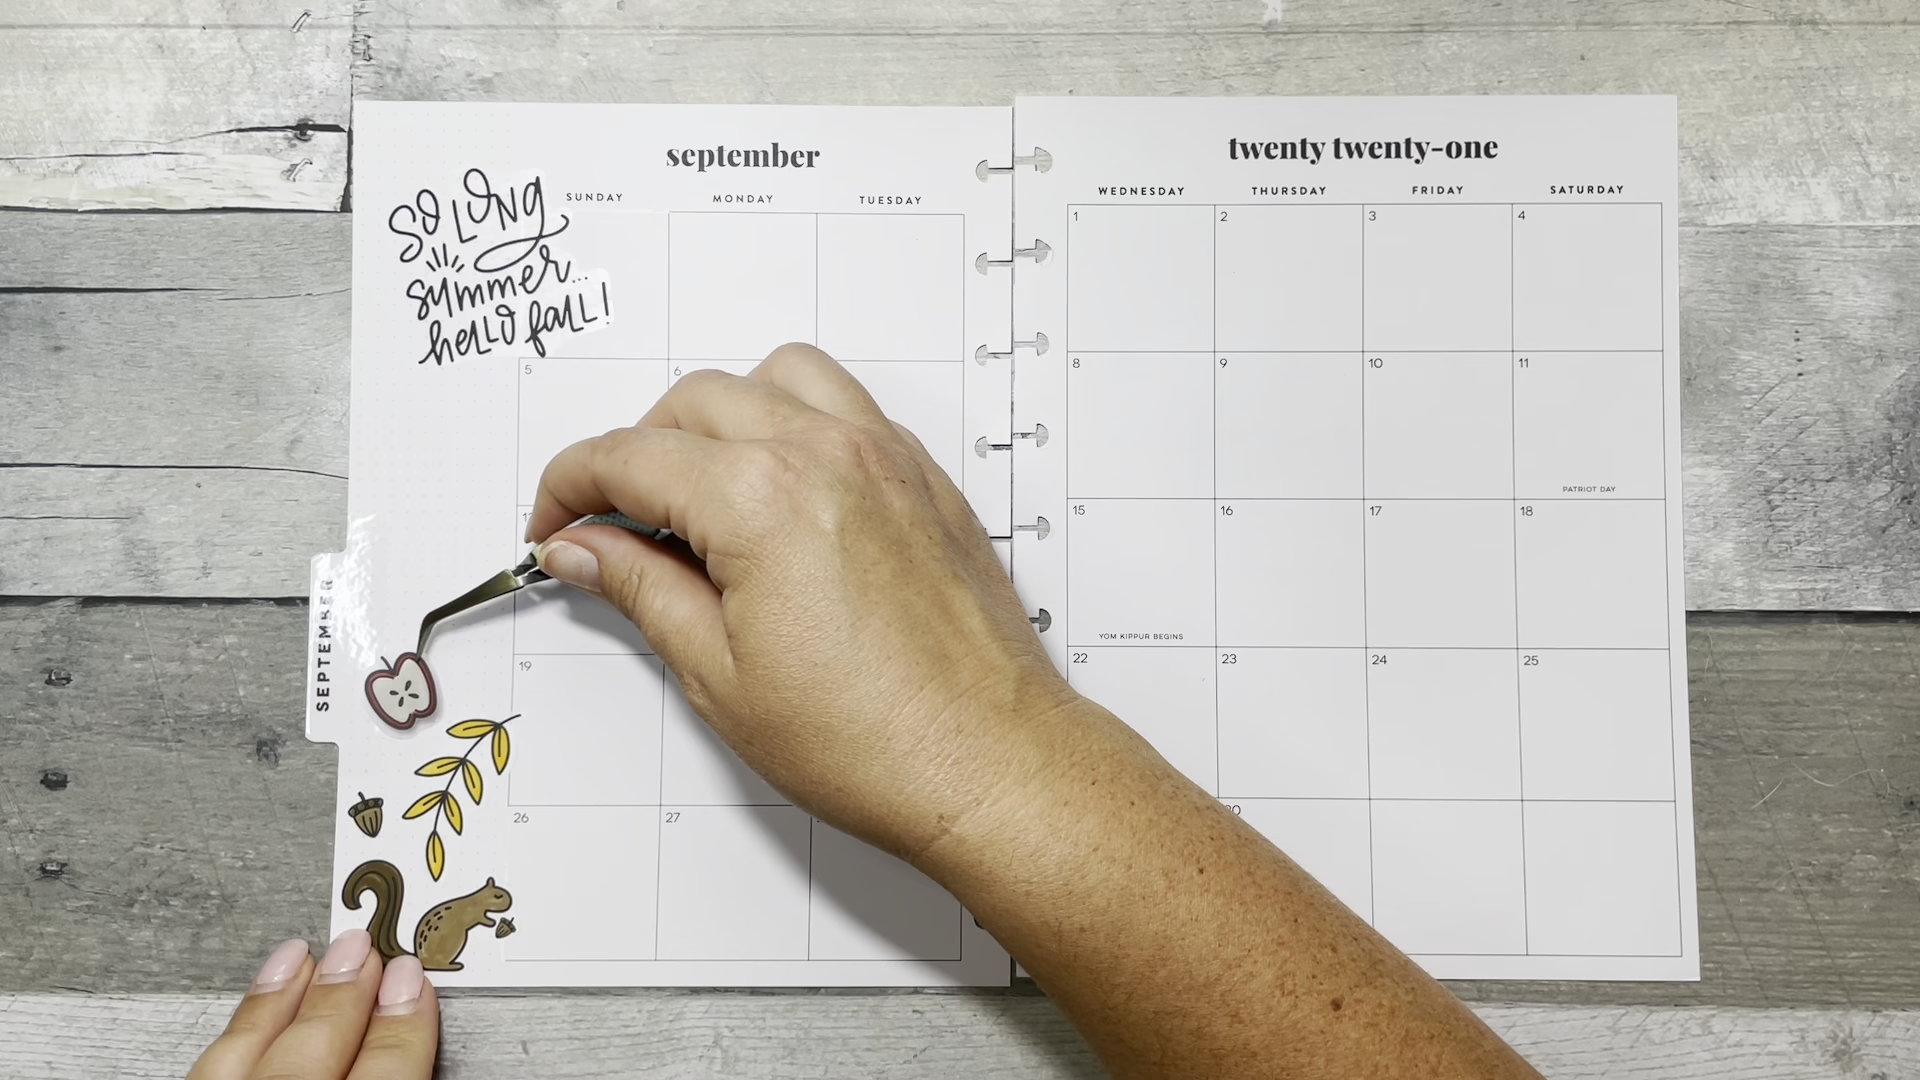 september
twenty twenty-one
SUNDAY MONDAY TUESDAY
WEDNESDAY THURSDAY FRIDAY SATURDAY
SO LONG
summer...
hello fall!
1 2 3 4
5 6
8 9 10 11
PATRIOT DAY
15 16 17 18
YOM KIPPUR BEGINS
SEPTEMBER
19
22 23 24 25
26 27